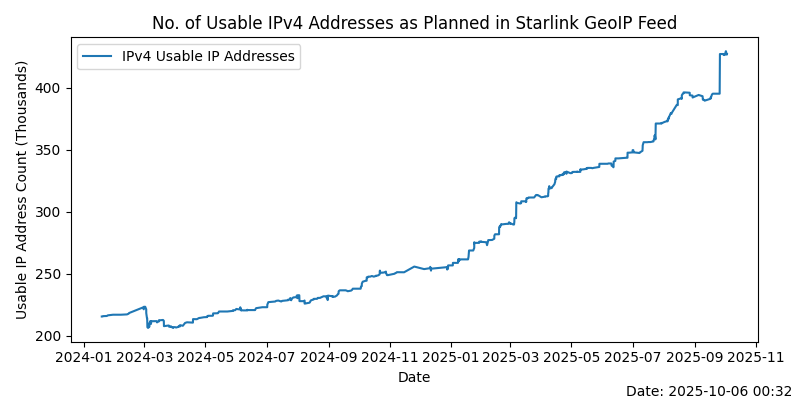 No. of Usable IPv4 Addresses as Planned in Starlink GeoIP Feed
IPv4 Usable IP Addresses
Usable IP Address Count (Thousands)
400
350
300
250
200
2024-01 2024-03 2024-05 2024-07 2024-09 2024-11 2025-01 2025-03 2025-05 2025-07 2025-09 2025-11
Date
Date: 2025-10-06 00:32